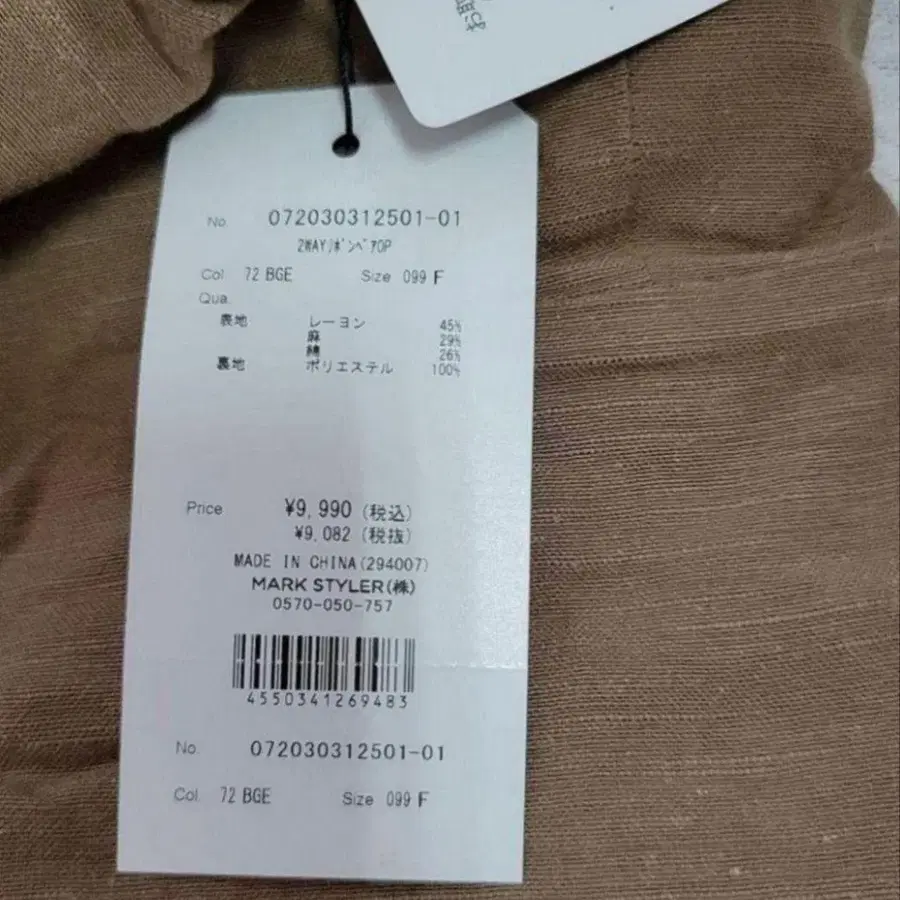 No. 072030312501-01
2WAYリボンベアOP
Col. 72 BGE Size 099 F
Qua.
表地 レーヨン 45%
麻 29%
綿 26%
裏地 ポリエステル 100%
Price ¥9,990 (税込)
¥9,082 (税抜)
MADE IN CHINA(294007)
MARK STYLER(株)
0570-050-757
4550341269483
No. 072030312501-01
Col. 72 BGE Size 099 F